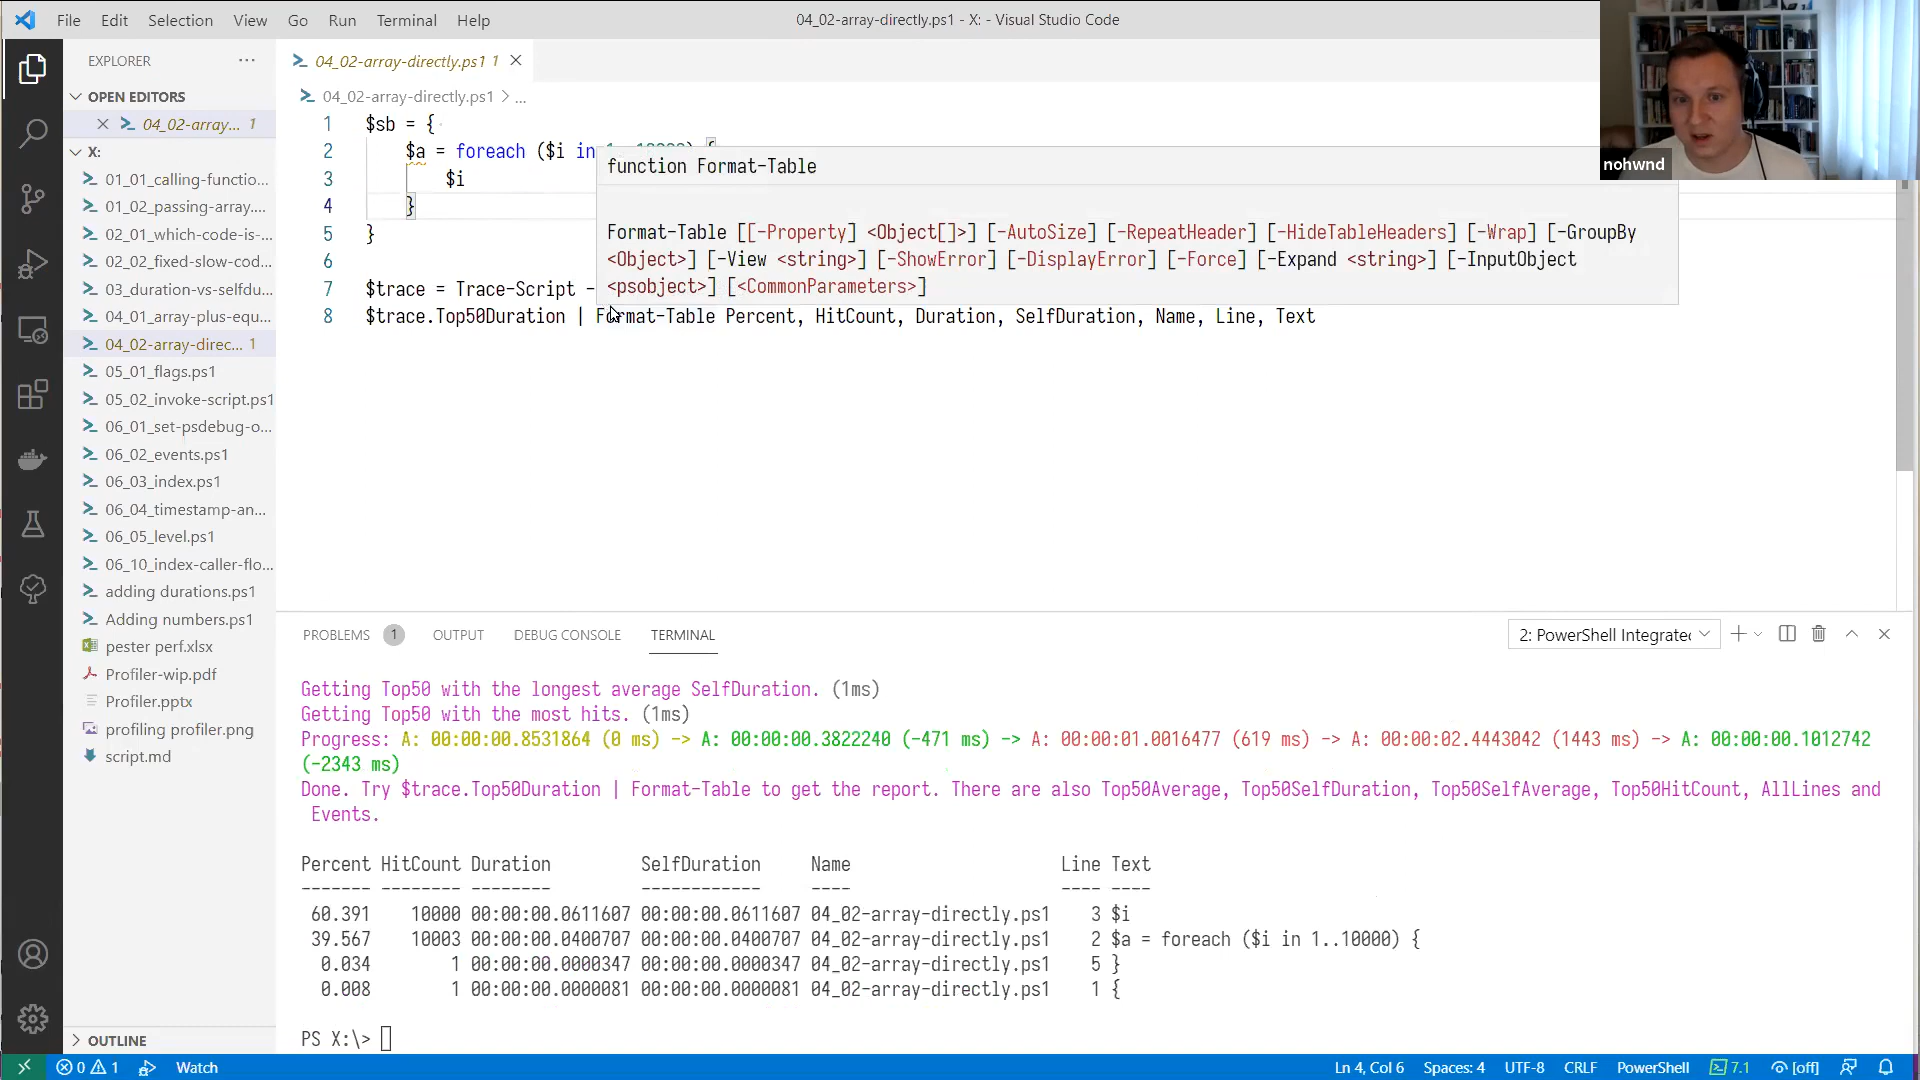 File Edit Selection View Go Run Terminal Help
04_02-array-directly.ps1 - X: - Visual Studio Code
nohwnd
EXPLORER
OPEN EDITORS
04_02-array... 1
X:
01_01_calling-functio...
01_02_passing-array....
02_01_which-code-is-...
02_02_fixed-slow-cod...
03_duration-vs-selfdu...
04_01_array-plus-equ...
04_02-array-direc... 1
05_01_flags.ps1
05_02_invoke-script.ps1
06_01_set-psdebug-o...
06_02_events.ps1
06_03_index.ps1
06_04_timestamp-an...
06_05_level.ps1
06_10_index-caller-flo...
adding durations.ps1
Adding numbers.ps1
pester perf.xlsx
Profiler-wip.pdf
Profiler.pptx
profiling profiler.png
script.md
OUTLINE
04_02-array-directly.ps1 1
04_02-array-directly.ps1 > ...
1 $sb = {
2 $a = foreach ($i in
3 $i
4 }
5 }
6
7 $trace = Trace-Script -
8 $trace.Top50Duration | Format-Table Percent, HitCount, Duration, SelfDuration, Name, Line, Text
function Format-Table
Format-Table [[-Property] <Object[]>] [-AutoSize] [-RepeatHeader] [-HideTableHeaders] [-Wrap] [-GroupBy
<Object>] [-View <string>] [-ShowError] [-DisplayError] [-Force] [-Expand <string>] [-InputObject
<psobject>] [<CommonParameters>]
PROBLEMS 1 OUTPUT DEBUG CONSOLE TERMINAL
2: PowerShell Integrated
Getting Top50 with the longest average SelfDuration. (1ms)
Getting Top50 with the most hits. (1ms)
Progress: A: 00:00:00.8531864 (0 ms) -> A: 00:00:00.3822240 (-471 ms) -> A: 00:00:01.0016477 (619 ms) -> A: 00:00:02.4443042 (1443 ms) -> A: 00:00:00.1012742
(-2343 ms)
Done. Try $trace.Top50Duration | Format-Table to get the report. There are also Top50Average, Top50SelfDuration, Top50SelfAverage, Top50HitCount, AllLines and
Events.
Percent HitCount Duration SelfDuration Name Line Text
------- -------- -------- ------------ ---- ---- ----
60.391 10000 00:00:00.0611607 00:00:00.0611607 04_02-array-directly.ps1 3 $i
39.567 10003 00:00:00.0400707 00:00:00.0400707 04_02-array-directly.ps1 2 $a = foreach ($i in 1..10000) {
0.034 1 00:00:00.0000347 00:00:00.0000347 04_02-array-directly.ps1 5 }
0.008 1 00:00:00.0000081 00:00:00.0000081 04_02-array-directly.ps1 1 {
PS X:\>
0 1 Watch
Ln 4, Col 6 Spaces: 4 UTF-8 CRLF PowerShell 7.1 [off]